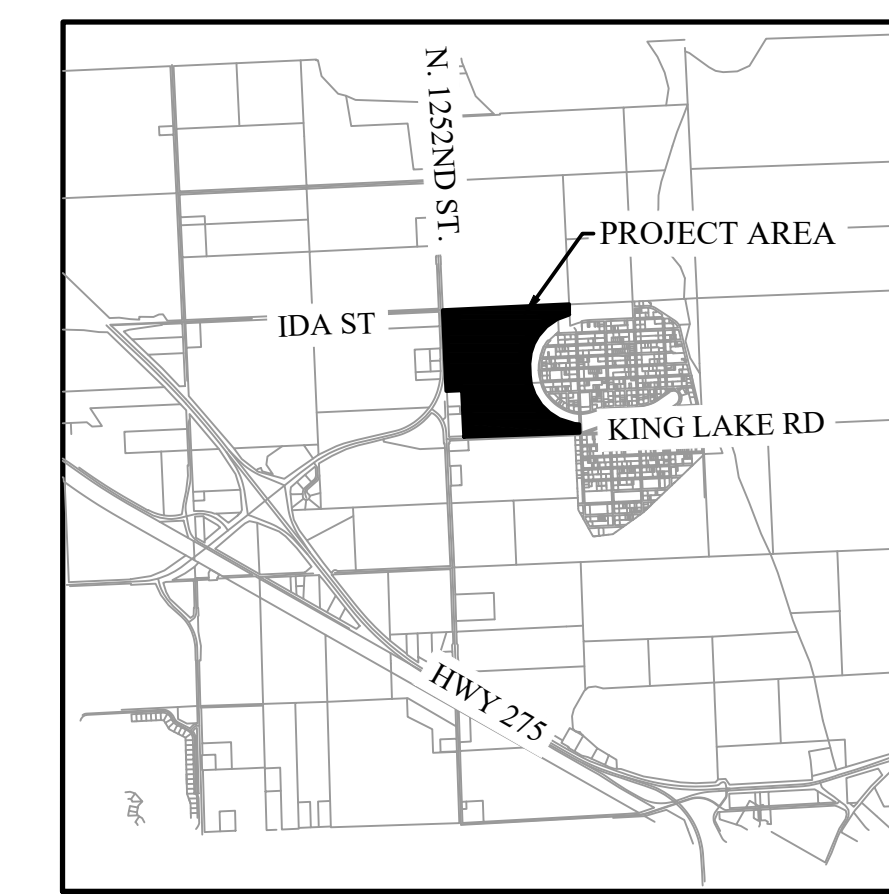 N. 1252ND ST.
PROJECT AREA
IDA ST
KING LAKE RD
HWY 275